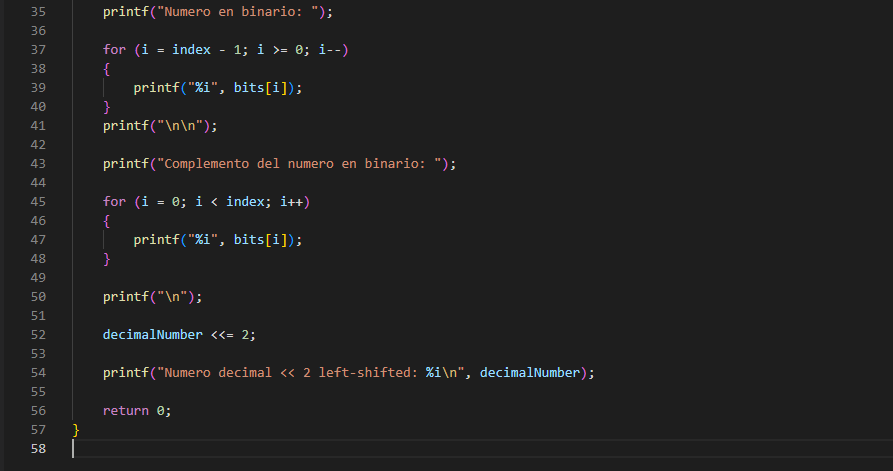 35 printf("Numero en binario: ");
36
37 for (i = index - 1; i >= 0; i--)
38 {
39 printf("%i", bits[i]);
40 }
41 printf("\n\n");
42
43 printf("Complemento del numero en binario: ");
44
45 for (i = 0; i < index; i++)
46 {
47 printf("%i", bits[i]);
48 }
49
50 printf("\n");
51
52 decimalNumber <<= 2;
53
54 printf("Numero decimal << 2 left-shifted: %i\n", decimalNumber);
55
56 return 0;
57 }
58